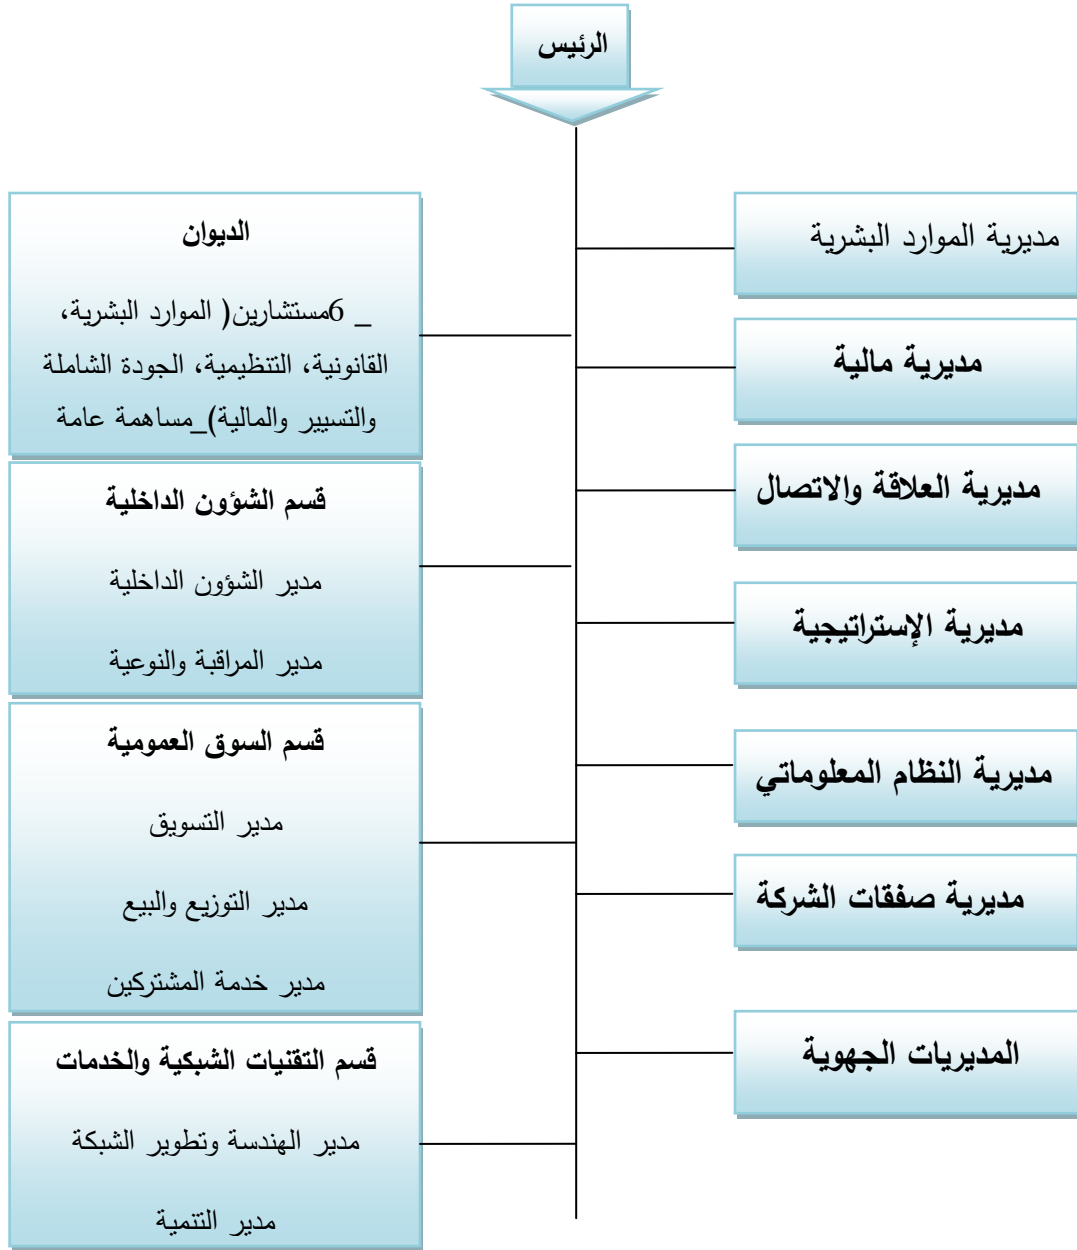 الرئيس
مديرية الموارد البشرية
مديرية مالية
مديرية العلاقة والاتصال
مديرية الإستراتيجية
مديرية النظام المعلوماتي
مديرية صفقات الشركة
المديريات الجهوية
الديوان
_ 6مستشارين( الموارد البشرية،
القانونية، التنظيمية، الجودة الشاملة
والتسيير والمالية)_مساهمة عامة
قسم الشؤون الداخلية
مدير الشؤون الداخلية
مدير المراقبة والنوعية
قسم السوق العمومية
مدير التسويق
مدير التوزيع والبيع
مدير خدمة المشتركين
قسم التقنيات الشبكية والخدمات
مدير الهندسة وتطوير الشبكة
مدير التنمية